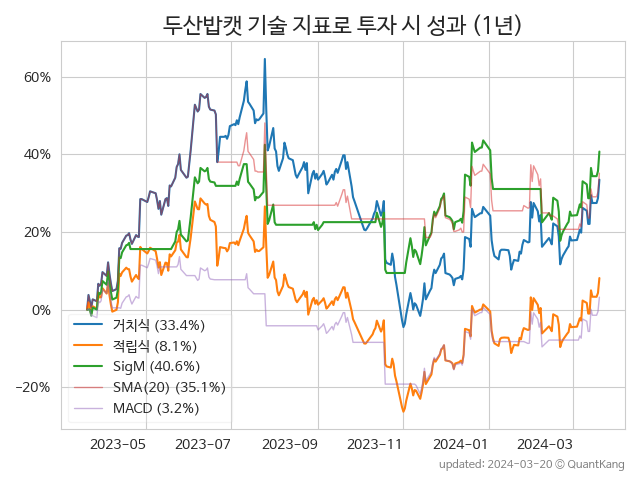 두산밥캣 기술 지표로 투자 시 성과 (1년)
60%
40%
20%
0%
−20%
거치식 (33.4%)
적립식 (8.1%)
SigM (40.6%)
SMA(20) (35.1%)
MACD (3.2%)
2023−05
2023−07
2023−09
2023−11
2024−01
2024−03
updated: 2024−03−20 © QuantKang